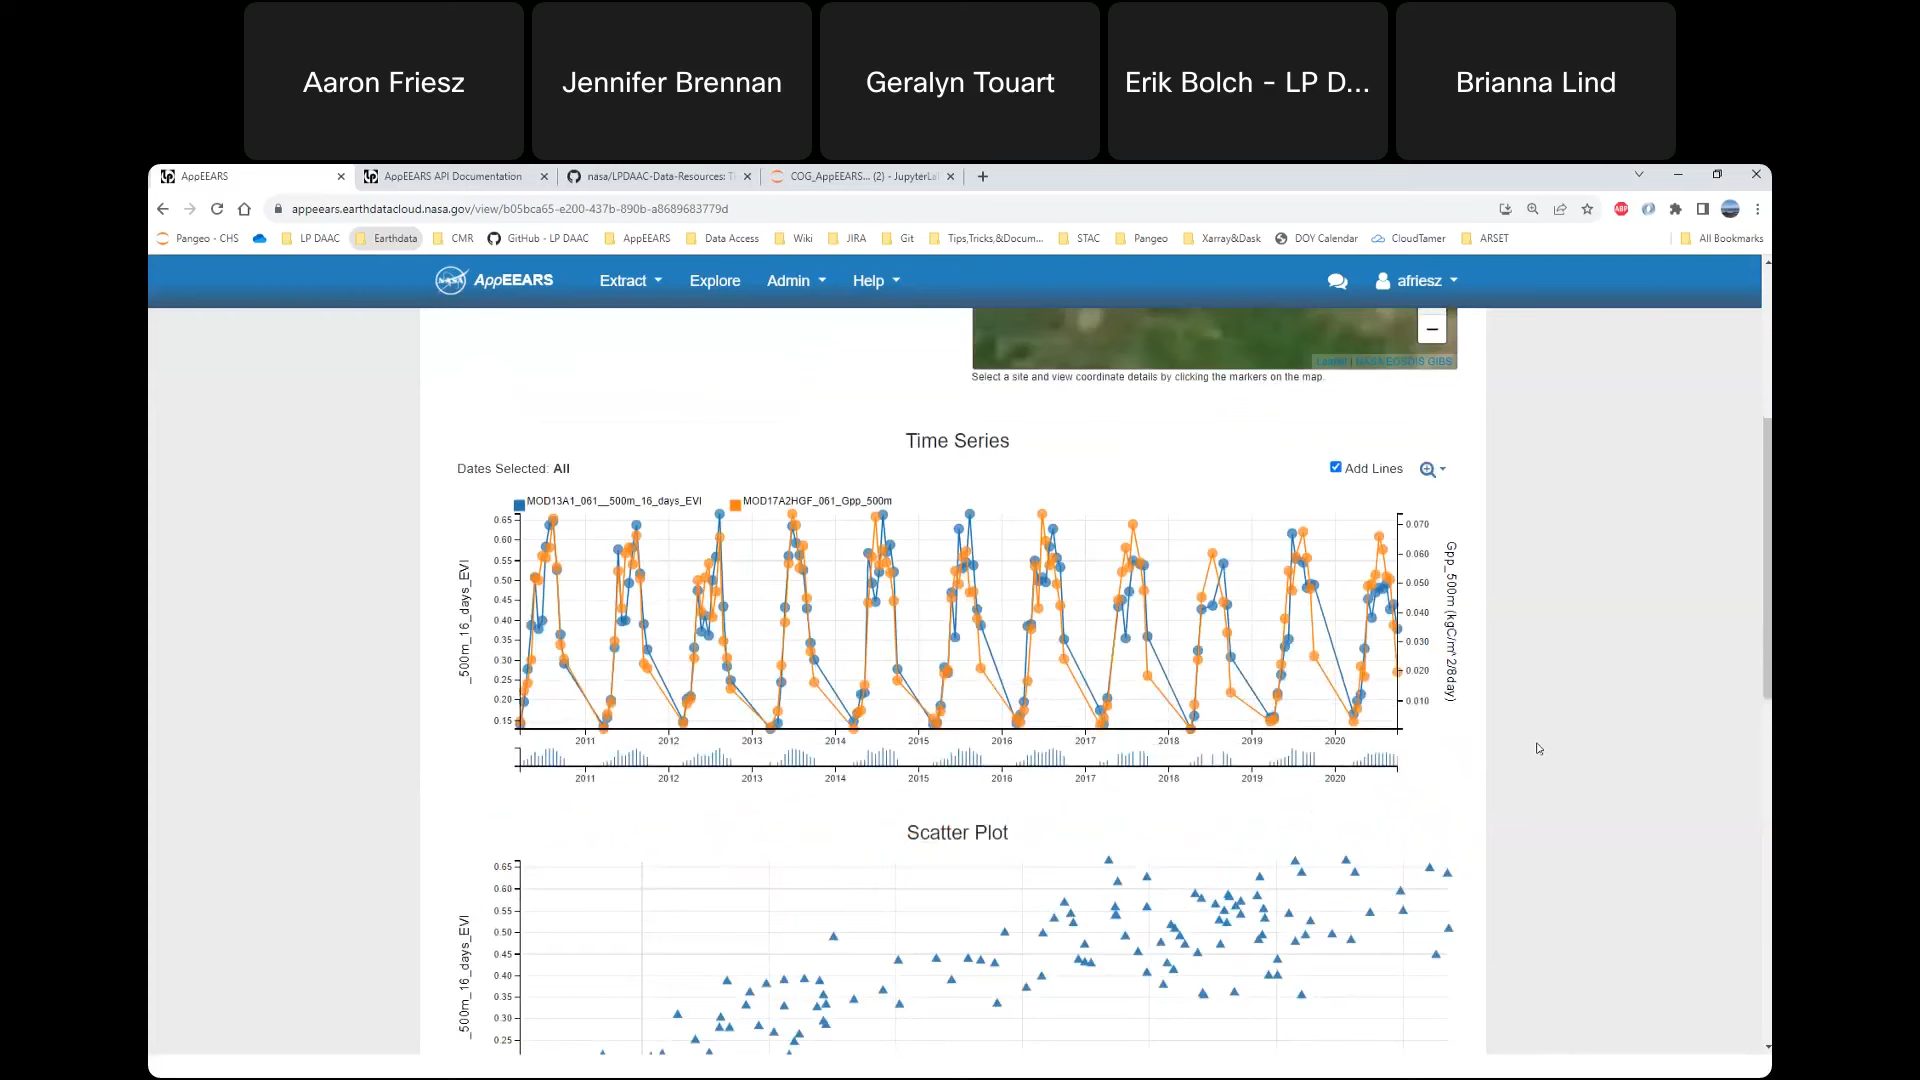 Aaron Friesz
Jennifer Brennan
Geralyn Touart
Erik Bolch - LP D...
Brianna Lind
AppEEARS
AppEEARS API Documentation
nasa/LPDAAC-Data-Resources: T
COG_AppEEARS... (2) - JupyterLa
appeears.earthdatacloud.nasa.gov/view/b05bca65-e200-437b-890b-a8689683779d
ABP
Pangeo - CHS
LP DAAC
Earthdata
CMR
GitHub - LP DAAC
AppEEARS
Data Access
Wiki
JIRA
Git
Tips,Tricks,&Docum...
STAC
Pangeo
Xarray&Dask
DOY Calendar
CloudTamer
ARSET
All Bookmarks
NASA
AppEEARS
Extract
Explore
Admin
Help
afriesz
Leaflet | NASA EOSDIS GIBS
Select a site and view coordinate details by clicking the markers on the map.
Time Series
Dates Selected: All
Add Lines
MOD13A1_061__500m_16_days_EVI
MOD17A2HGF_061_Gpp_500m
_500m_16_days_EVI
0.65
0.60
0.55
0.50
0.45
0.40
0.35
0.30
0.25
0.20
0.15
0.070
0.060
0.050
0.040
0.030
0.020
0.010
Gpp_500m (kgC/m^2/8day)
2011 2012 2013 2014 2015 2016 2017 2018 2019 2020
2011 2012 2013 2014 2015 2016 2017 2018 2019 2020
Scatter Plot
_500m_16_days_EVI
0.65
0.60
0.55
0.50
0.45
0.40
0.35
0.30
0.25